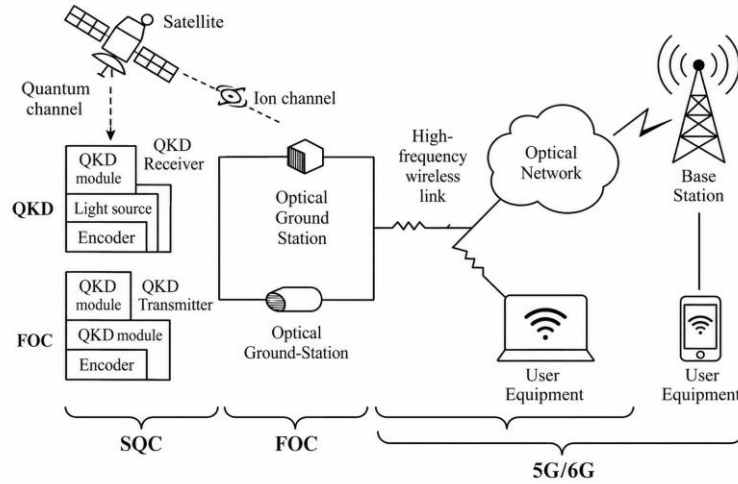 Satellite
Quantum
channel
Ion channel
QKD
module
QKD
Receiver
QKD
Light source
Encoder
QKD
module
QKD
Transmitter
FOC
QKD module
Encoder
Optical
Ground
Station
Optical
Ground-Station
High-
frequency
wireless
link
Optical
Network
Base
Station
User
Equipment
User
Equipment
SQC
FOC
5G/6G